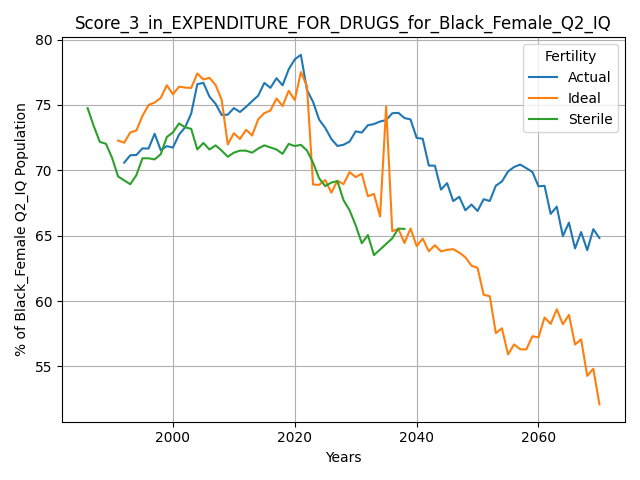 Score_3_in_EXPENDITURE_FOR_DRUGS_for_Black_Female_Q2_IQ
80
75
70
65
60
55
% of Black_Female Q2_IQ Population
Fertility
Actual
Ideal
Sterile
2000
2020
2040
2060
Years